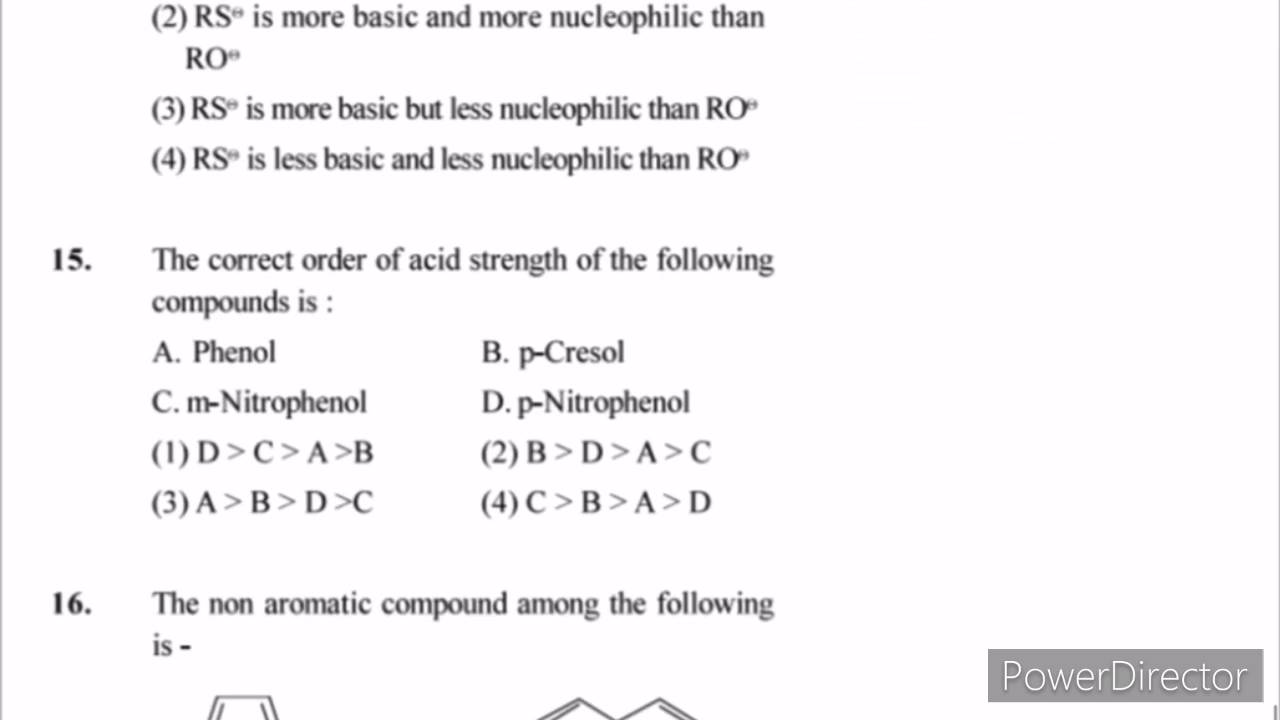 (2) RS⊖ is more basic and more nucleophilic than
RO⊖
(3) RS⊖ is more basic but less nucleophilic than RO⊖
(4) RS⊖ is less basic and less nucleophilic than RO⊖
15. The correct order of acid strength of the following
compounds is :
A. Phenol B. p-Cresol
C. m-Nitrophenol D. p-Nitrophenol
(1) D > C > A >B (2) B > D > A > C
(3) A > B > D >C (4) C > B > A > D
16. The non aromatic compound among the following
is -
PowerDirector